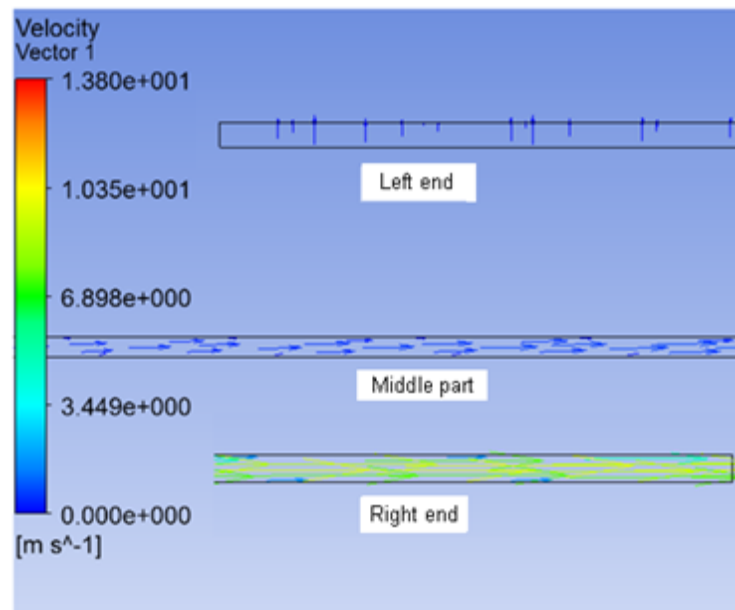 Velocity
Vector 1
1.380e+001
1.035e+001
6.898e+000
3.449e+000
0.000e+000
[m s^-1]
Left end
Middle part
Right end